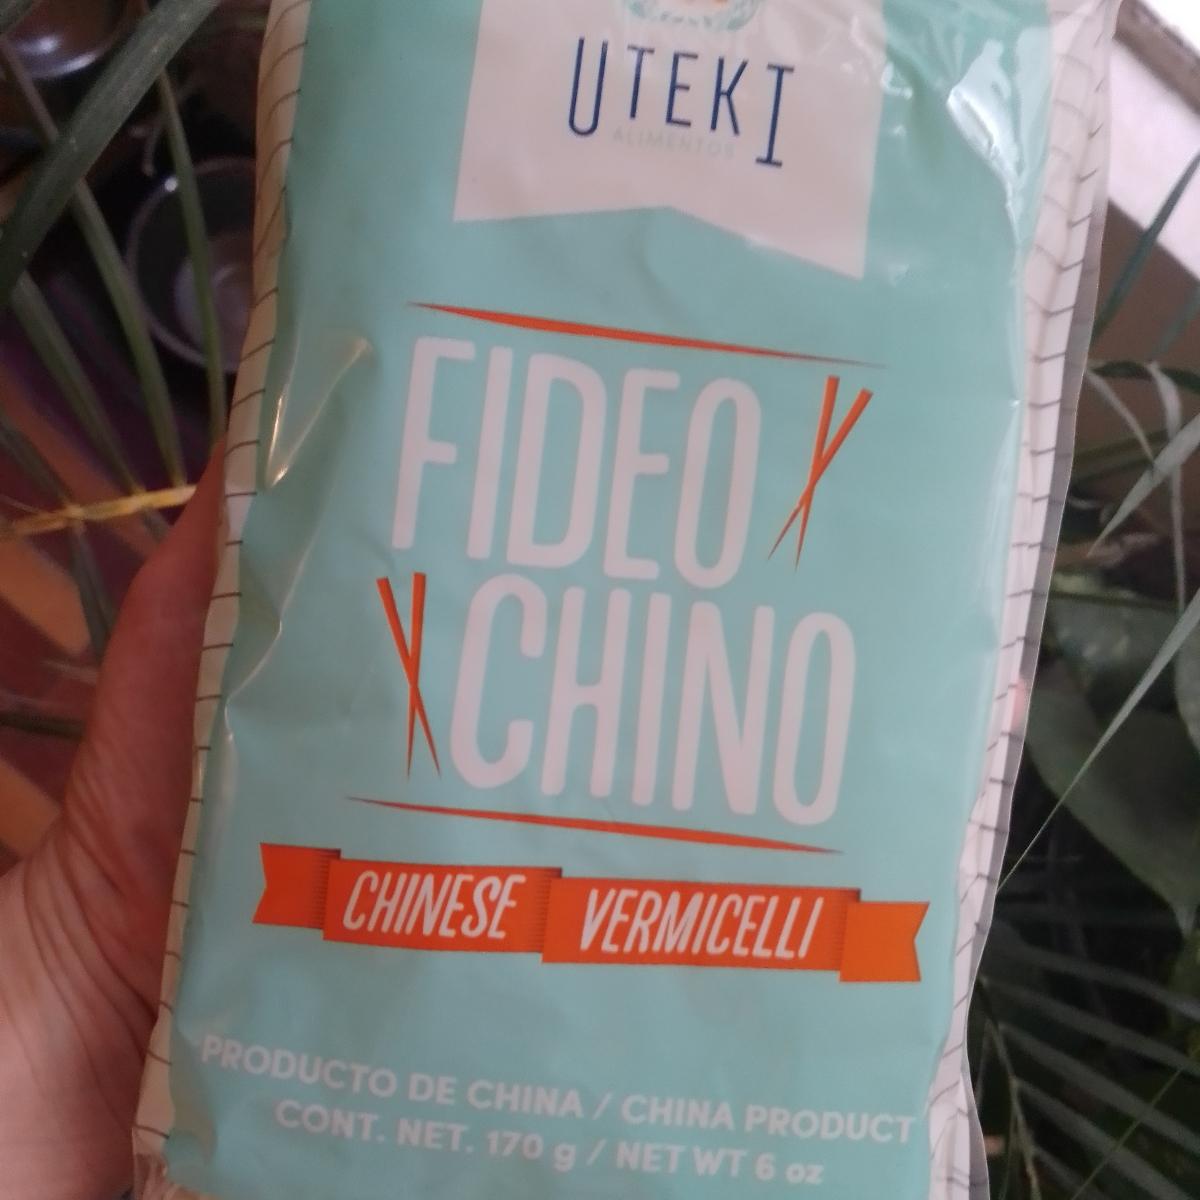 UTEKI
ALIMENTOS
FIDEO
CHINO
CHINESE VERMICELLI
PRODUCTO DE CHINA / CHINA PRODUCT
CONT. NET. 170 g / NET WT 6 oz